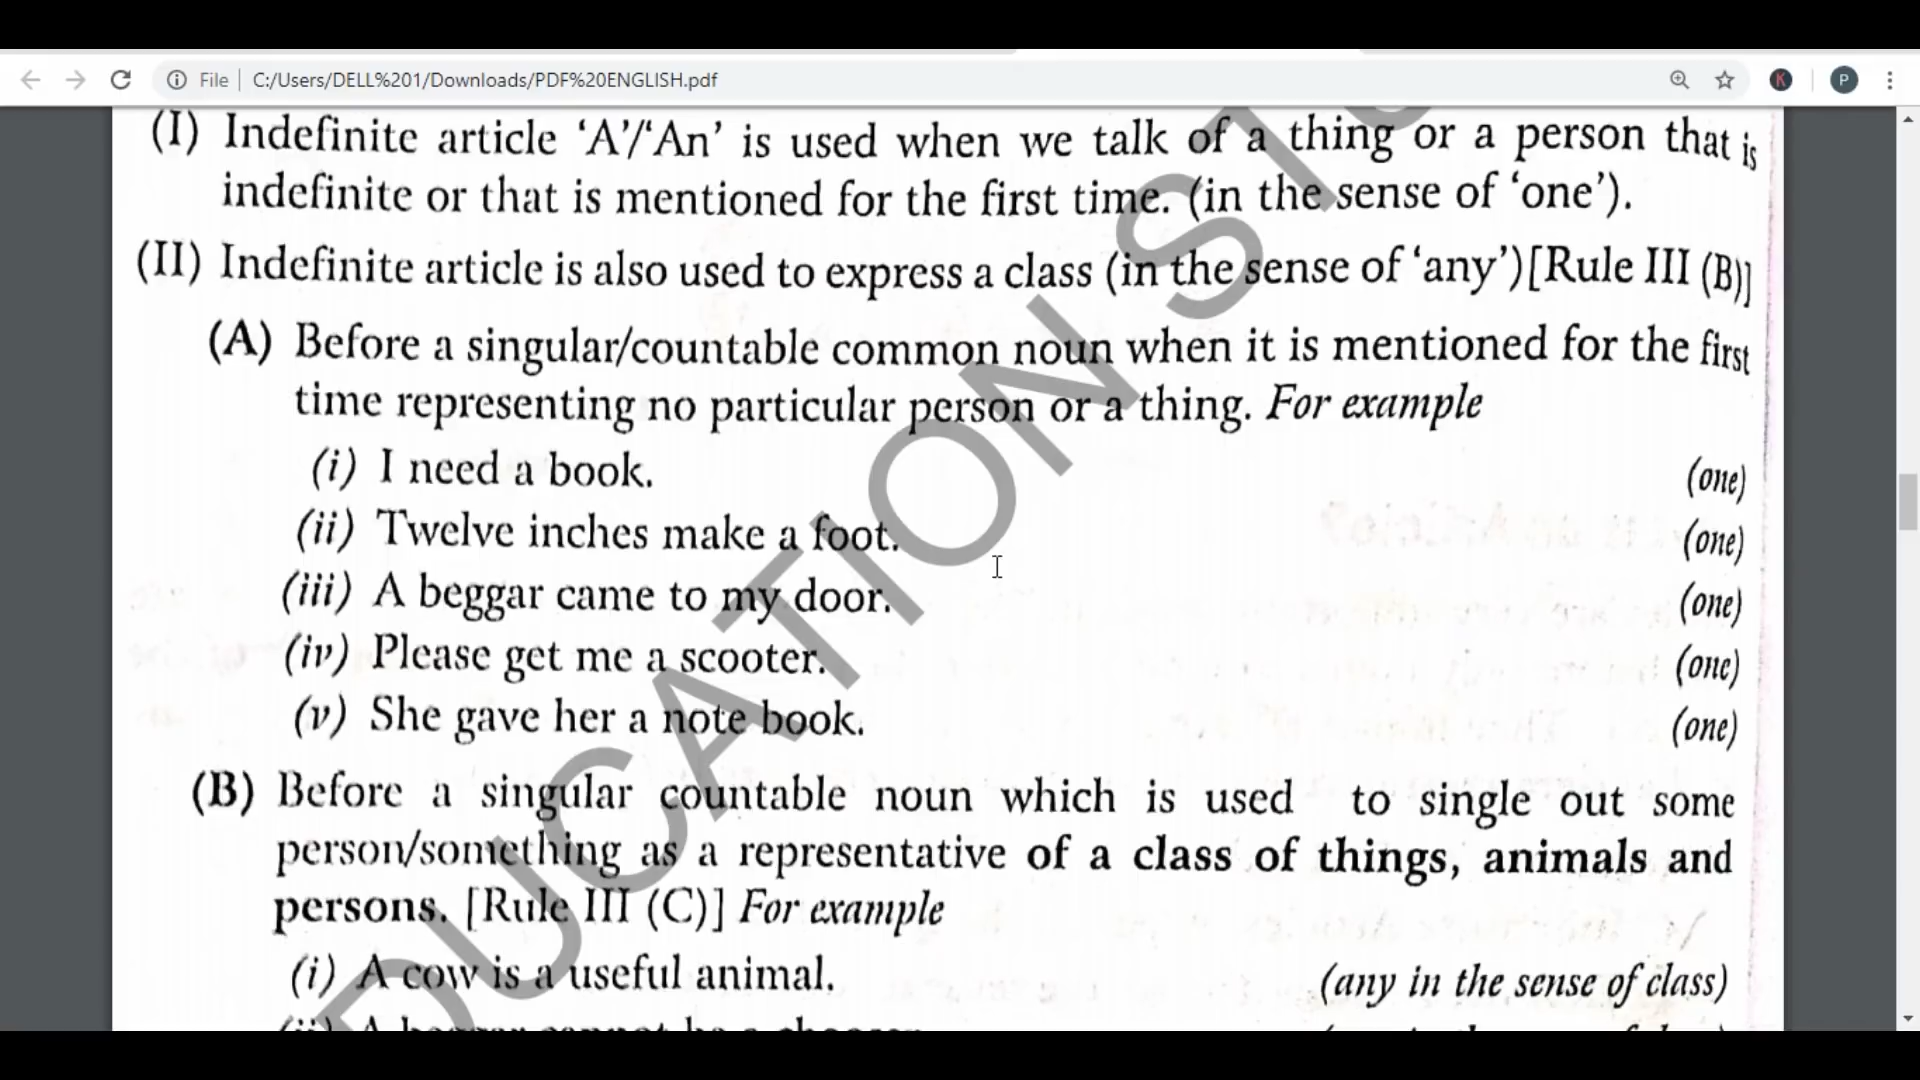 File | C:/Users/DELL%201/Downloads/PDF%20ENGLISH.pdf
K
P
(I) Indefinite article ‘A’/‘An’ is used when we talk of a thing or a person that is
indefinite or that is mentioned for the first time. (in the sense of ‘one’).
(II) Indefinite article is also used to express a class (in the sense of ‘any’)[Rule III (B)]
(A) Before a singular/countable common noun when it is mentioned for the first
time representing no particular person or a thing. For example
(i) I need a book. (one)
(ii) Twelve inches make a foot. (one)
(iii) A beggar came to my door. (one)
(iv) Please get me a scooter. (one)
(v) She gave her a note book. (one)
(B) Before a singular countable noun which is used to single out some
person/something as a representative of a class of things, animals and
persons. [Rule III (C)] For example
(i) A cow is a useful animal. (any in the sense of class)
DUCATION ST